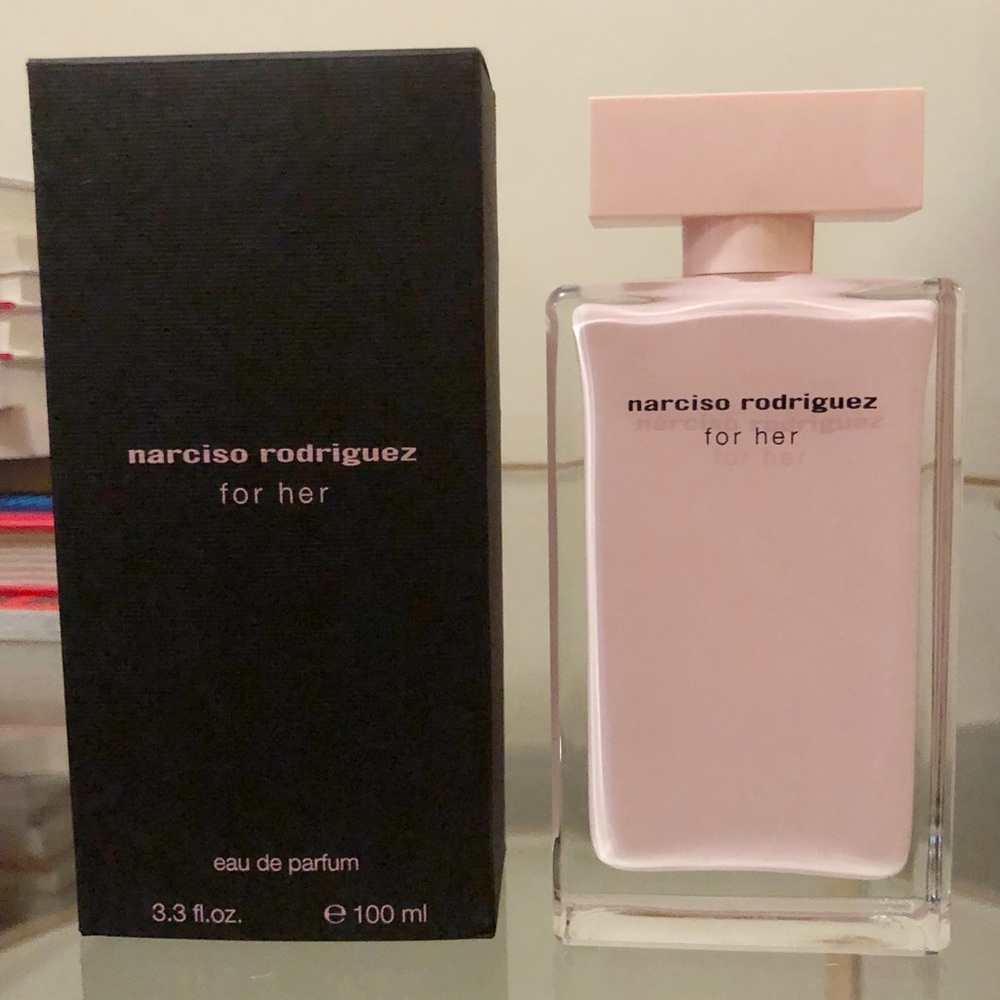 narciso rodriguez
for her
eau de parfum
3.3 fl.oz. ℮ 100 ml
narciso rodriguez
for her